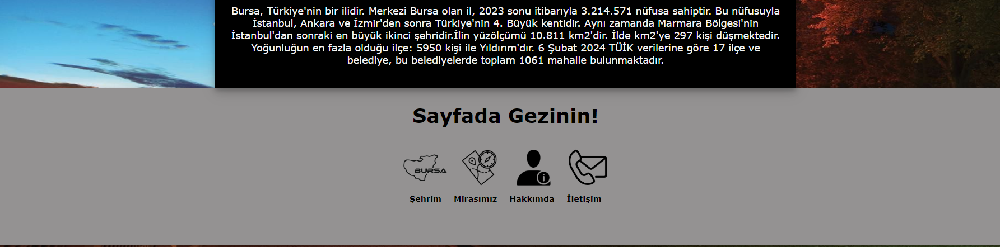 Bursa, Türkiye'nin bir ilidir. Merkezi Bursa olan il, 2023 sonu itibarıyla 3.214.571 nüfusa sahiptir. Bu nüfusuyla
İstanbul, Ankara ve İzmir'den sonra Türkiye'nin 4. Büyük kentidir. Aynı zamanda Marmara Bölgesi'nin
İstanbul'dan sonraki en büyük ikinci şehridir.İlin yüzölçümü 10.811 km2'dir. İlde km2'ye 297 kişi düşmektedir.
Yoğunluğun en fazla olduğu ilçe: 5950 kişi ile Yıldırım'dır. 6 Şubat 2024 TÜİK verilerine göre 17 ilçe ve
belediye, bu belediyelerde toplam 1061 mahalle bulunmaktadır.
Sayfada Gezinin!
BURSA
Şehrim Mirasımız Hakkımda İletişim